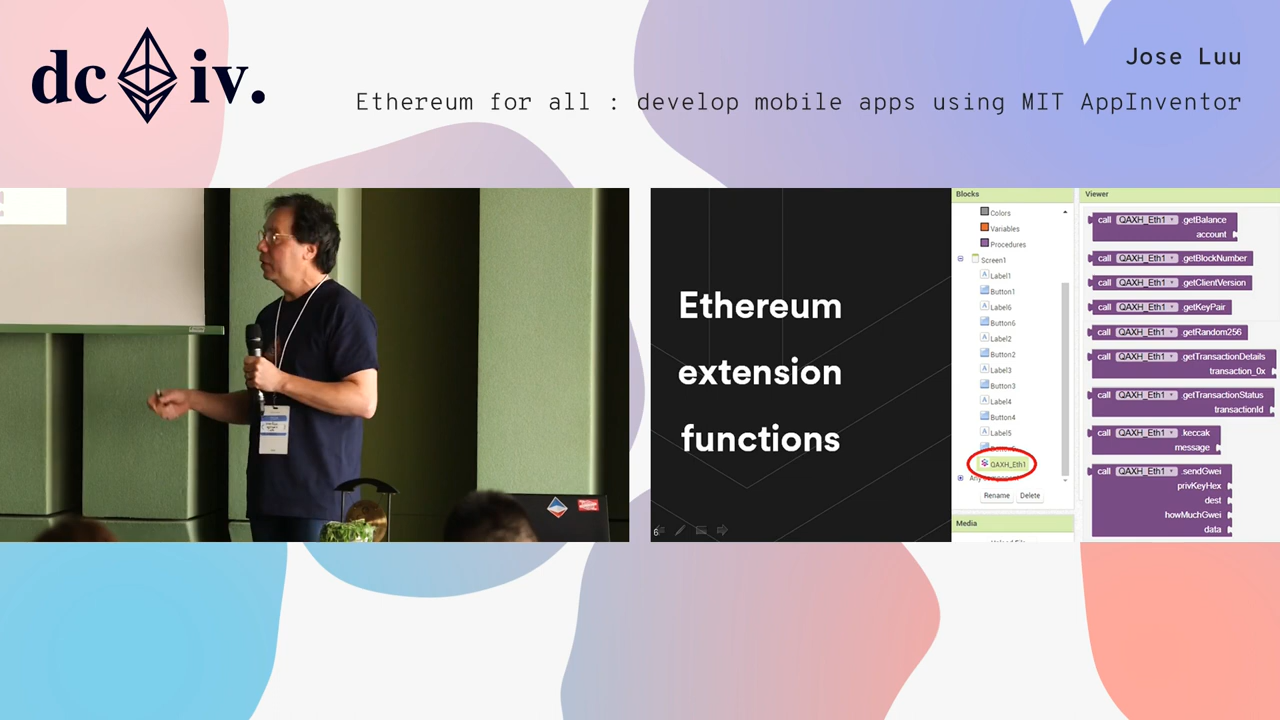 dc iv.
Jose Luu
Ethereum for all : develop mobile apps using MIT AppInventor
Ethereum
extension
functions
6
Blocks
Colors
Variables
Procedures
Screen1
Label1
Button1
Label6
Button6
Label2
Button2
Label3
Button3
Label4
Button4
Label5
QAXH_Eth1
Rename Delete
Media
Viewer
call QAXH_Eth1 .getBalance
account
call QAXH_Eth1 .getBlockNumber
call QAXH_Eth1 .getClientVersion
call QAXH_Eth1 .getKeyPair
call QAXH_Eth1 .getRandom256
call QAXH_Eth1 .getTransactionDetails
transaction_0x
call QAXH_Eth1 .getTransactionStatus
transactionId
call QAXH_Eth1 .keccak
message
call QAXH_Eth1 .sendGwei
privKeyHex
dest
howMuchGwei
data